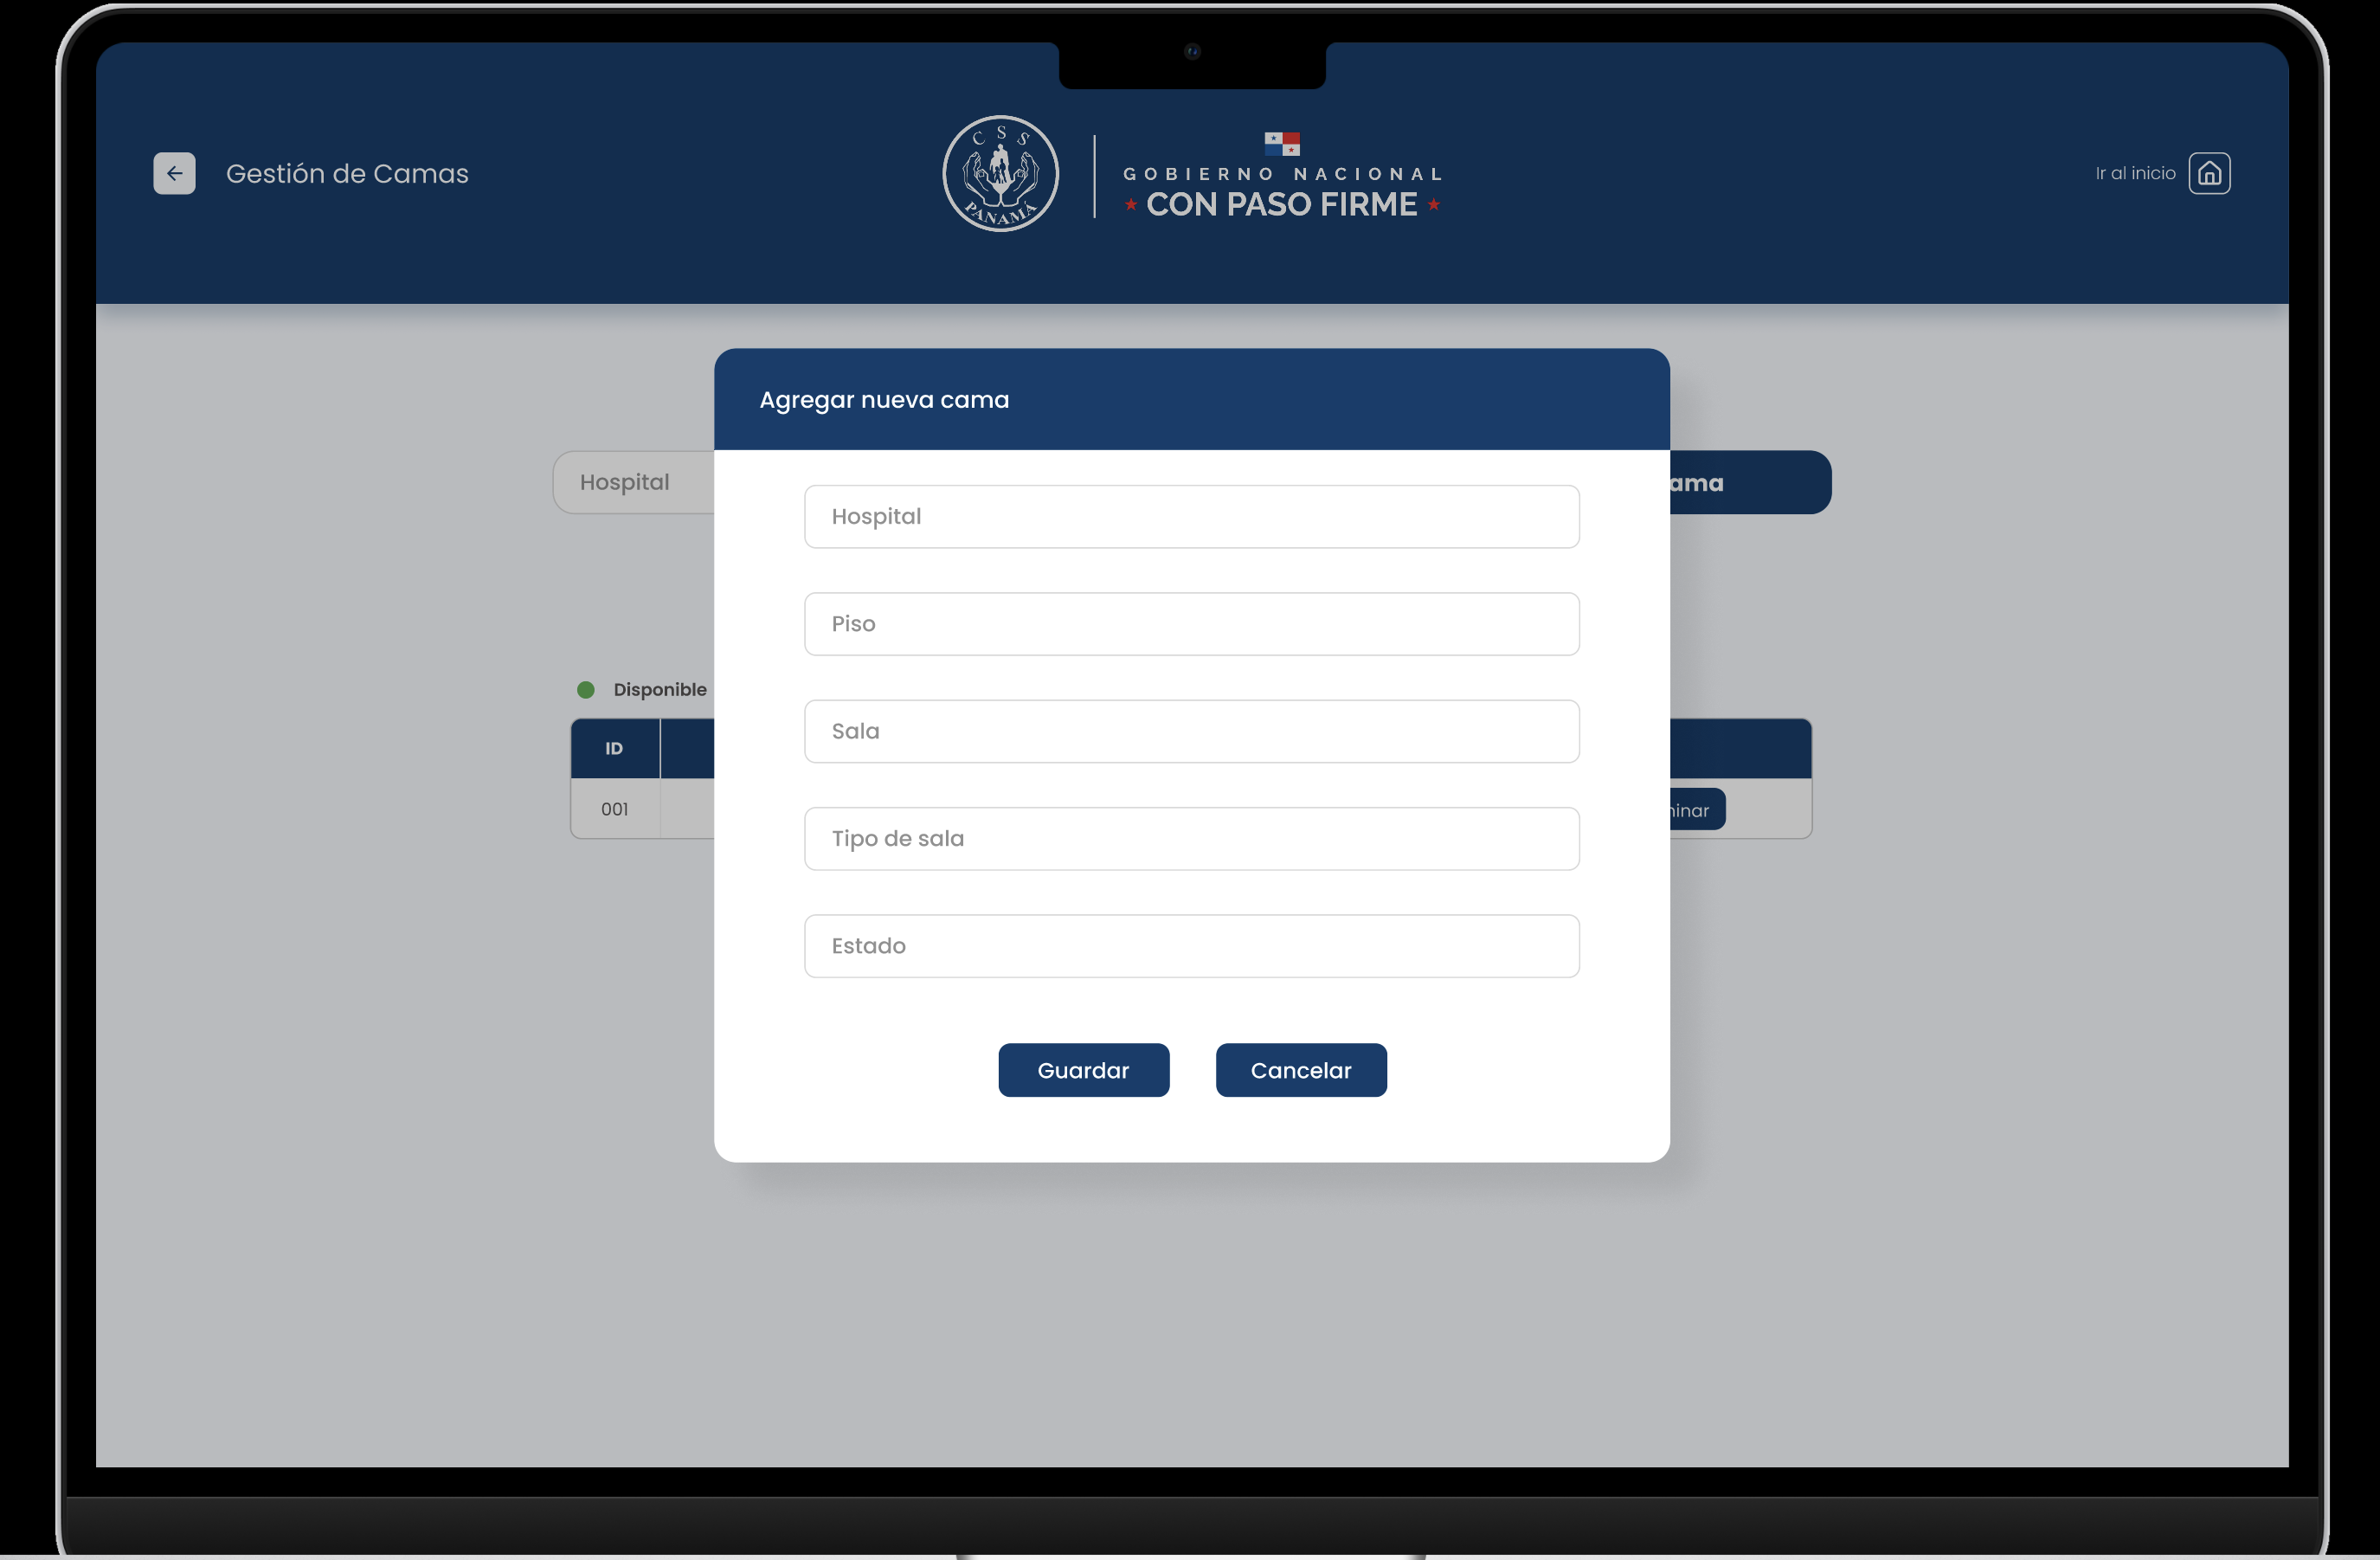 Gestión de Camas
C S S
PANAMÁ
GOBIERNO NACIONAL
CON PASO FIRME
Ir al inicio
Agregar nueva cama
Hospital
ama
Hospital
Piso
Sala
Tipo de sala
Estado
Disponible
ID
001
inar
Guardar
Cancelar